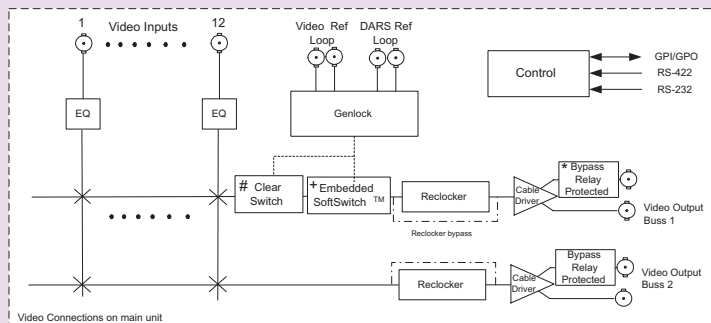 1
Video Inputs
12
Video Ref
Loop
DARS Ref
Loop
EQ
EQ
Genlock
Control
GPI/GPO
RS-422
RS-232
# Clear
Switch
+ Embedded
SoftSwitch TM
Reclocker
Reclocker bypass
Cable
Driver
* Bypass
Relay
Protected
Video Output
Buss 1
Reclocker
Cable
Driver
Bypass
Relay
Protected
Video Output
Buss 2
Video Connections on main unit